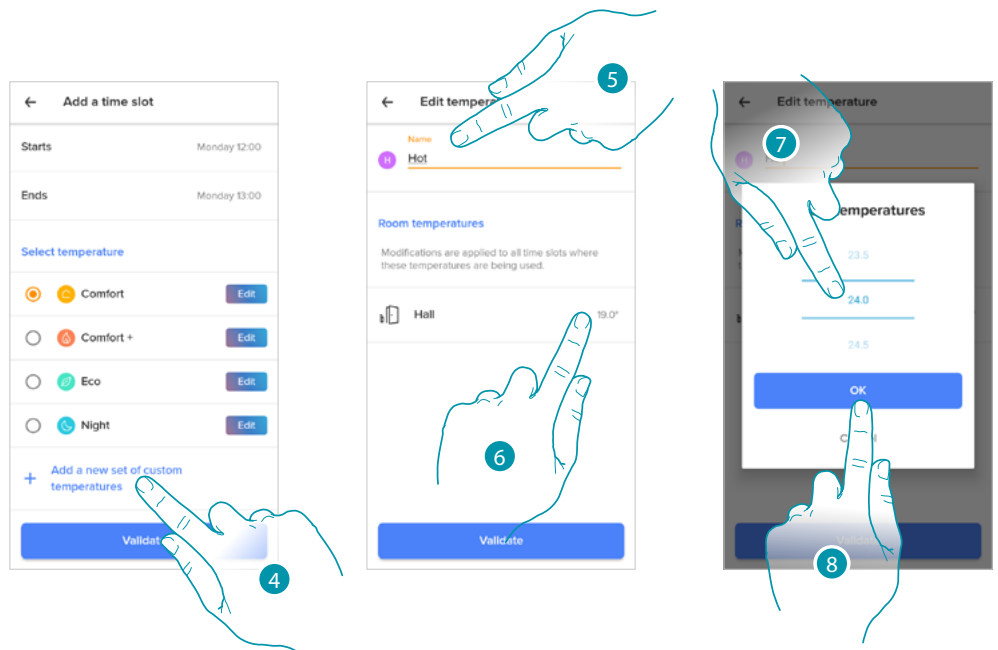 ← Add a time slot
Starts Monday 12:00
Ends Monday 13:00
Select temperature
Comfort Edit
Comfort + Edit
Eco Edit
Night Edit
+ Add a new set of custom
temperatures
Validat
4
← Edit tempera
5
Name
H Hot
Room temperatures
Modifications are applied to all time slots where
these temperatures are being used.
Hall 19.0°
6
Validate
← Edit temperature
7
H
emperatures
23.5
24.0
24.5
OK
Validate
8